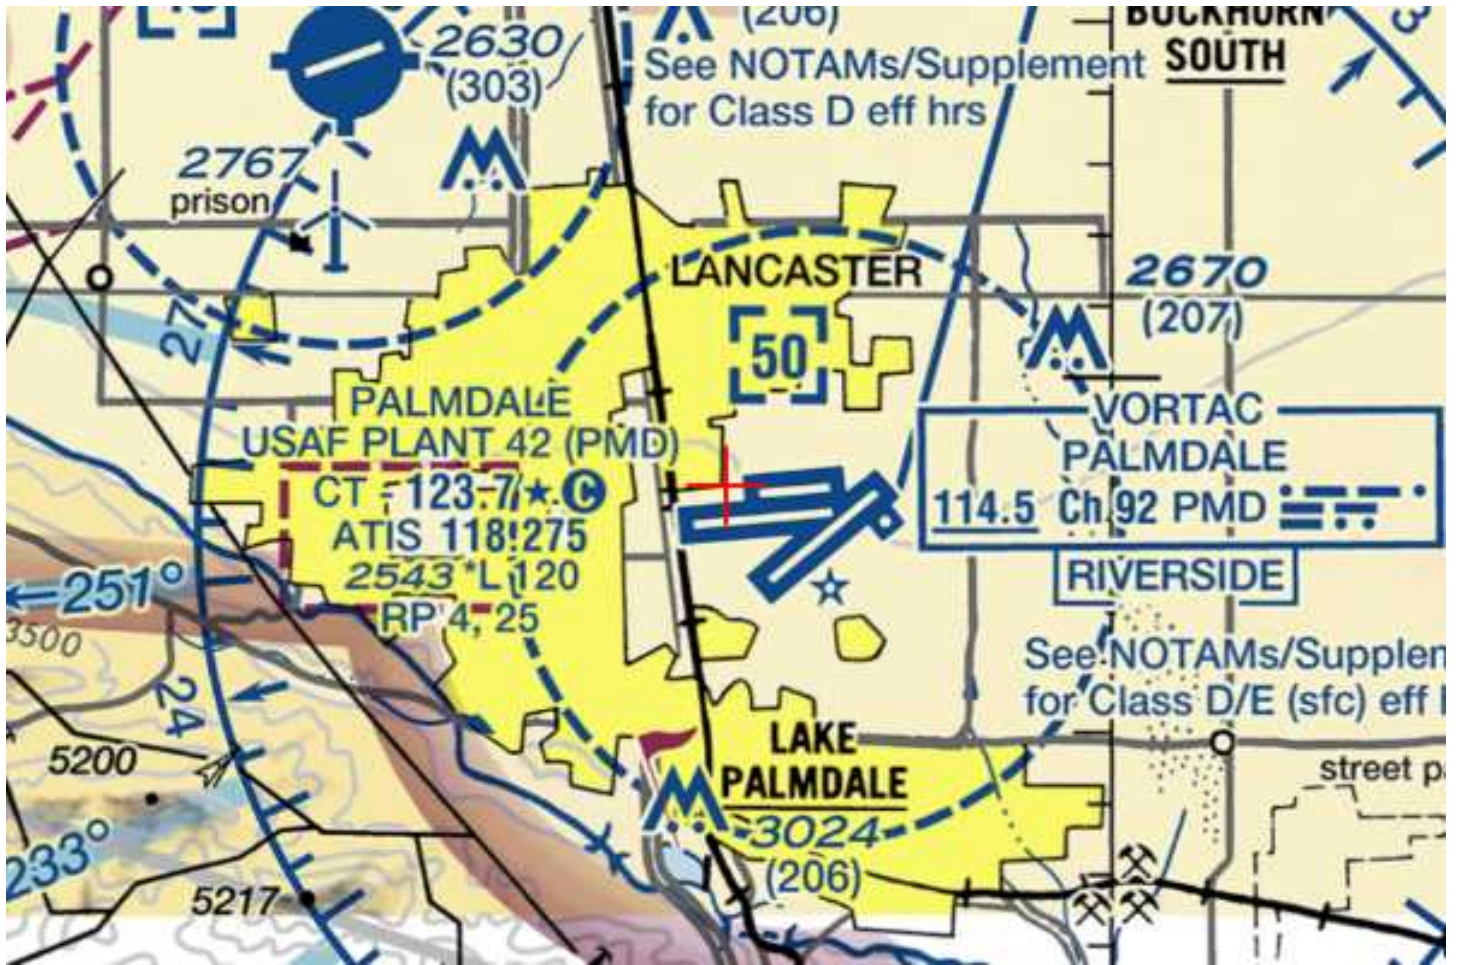 2630
(303)
(206)
See NOTAMs/Supplement
for Class D eff hrs
BUCKHORN
SOUTH
3
2767
prison
LANCASTER
2670
(207)
27
[50]
PALMDALE
USAF PLANT 42 (PMD)
CT - 123.7 ★ C
ATIS 118.275
2543 *L 120
RP 4, 25
VORTAC
PALMDALE
114.5 Ch 92 PMD
RIVERSIDE
See NOTAMs/Supplem
for Class D/E (sfc) eff h
251°
3500
24
5200
LAKE
PALMDALE
3024
(206)
street pa
233°
5217